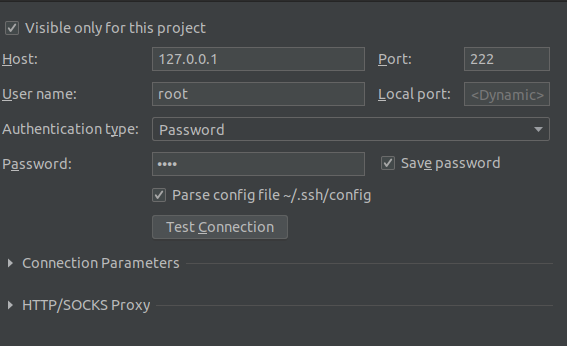 Visible only for this project
Host: 127.0.0.1 Port: 222
User name: root Local port: <Dynamic>
Authentication type: Password
Password: •••• Save password
Parse config file ~/.ssh/config
Test Connection
Connection Parameters
HTTP/SOCKS Proxy